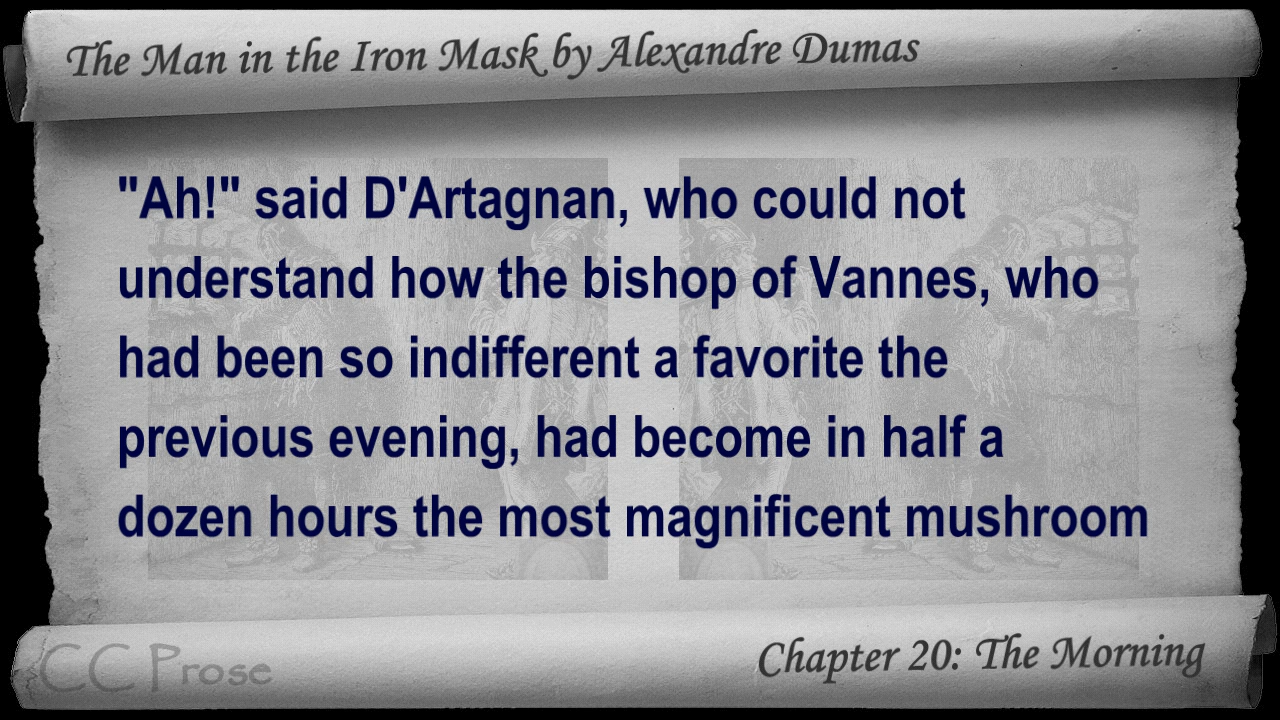 The Man in the Iron Mask by Alexandre Dumas
"Ah!" said D'Artagnan, who could not
understand how the bishop of Vannes, who
had been so indifferent a favorite the
previous evening, had become in half a
dozen hours the most magnificent mushroom
CC Prose
Chapter 20: The Morning